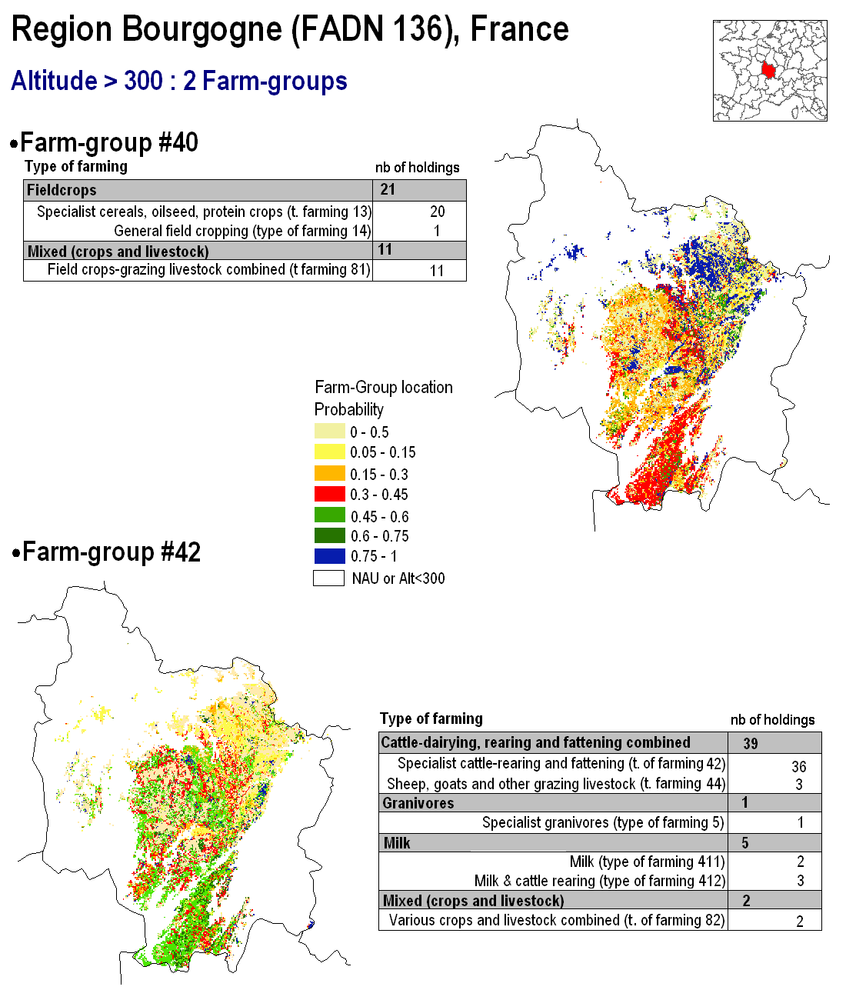 Region Bourgogne (FADN 136), France
Altitude > 300 : 2 Farm-groups
•Farm-group #40
Type of farming nb of holdings
Fieldcrops 21
Specialist cereals, oilseed, protein crops (t. farming 13) 20
General field cropping (type of farming 14) 1
Mixed (crops and livestock) 11
Field crops-grazing livestock combined (t farming 81) 11
Farm-Group location
Probability
0 - 0.5
0.05 - 0.15
0.15 - 0.3
0.3 - 0.45
0.45 - 0.6
0.6 - 0.75
0.75 - 1
NAU or Alt<300
•Farm-group #42
Type of farming nb of holdings
Cattle-dairying, rearing and fattening combined 39
Specialist cattle-rearing and fattening (t. of farming 42) 36
Sheep, goats and other grazing livestock (t. farming 44) 3
Granivores 1
Specialist granivores (type of farming 5) 1
Milk 5
Milk (type of farming 411) 2
Milk & cattle rearing (type of farming 412) 3
Mixed (crops and livestock) 2
Various crops and livestock combined (t. of farming 82) 2